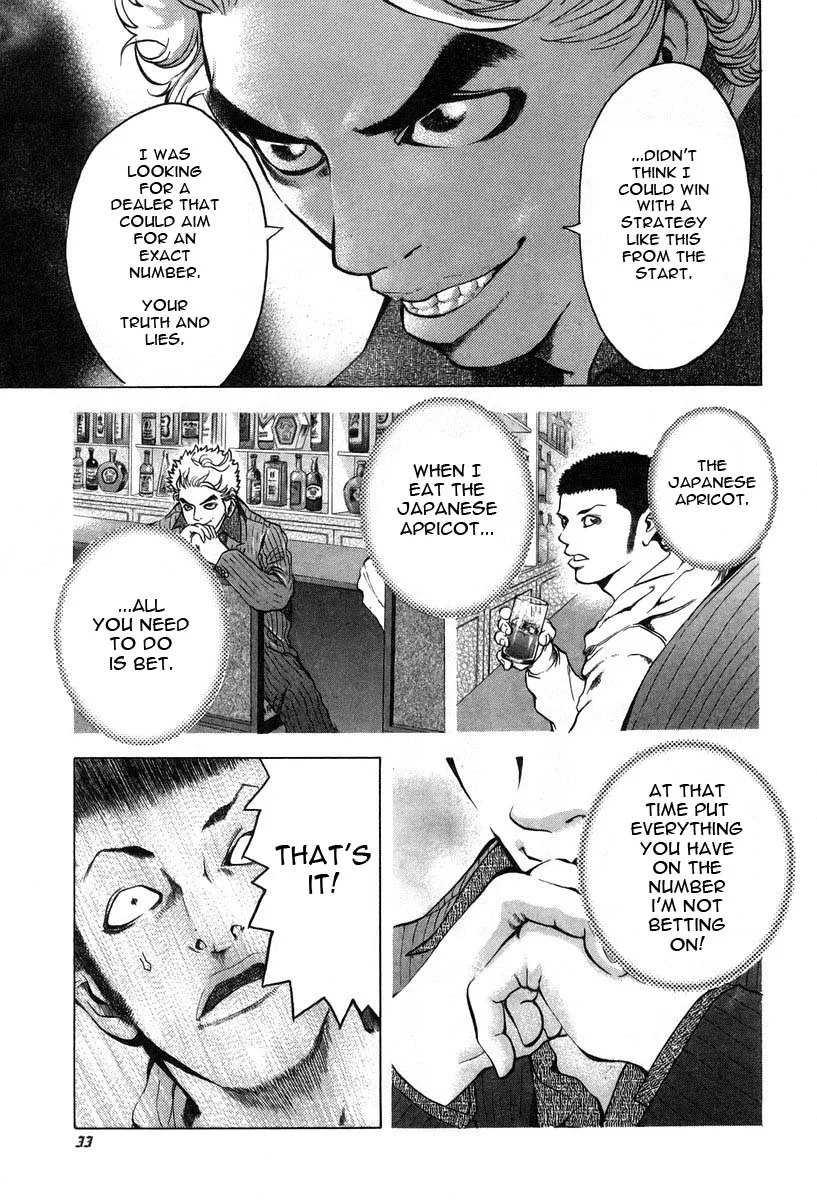 ...DIDN'T
THINK I
COULD WIN
WITH A
STRATEGY
LIKE THIS
FROM THE
START.
I WAS
LOOKING
FOR A
DEALER THAT
COULD AIM
FOR AN
EXACT
NUMBER.
YOUR
TRUTH AND
LIES.
THE
JAPANESE
APRICOT.
WHEN I
EAT THE
JAPANESE
APRICOT...
...ALL
YOU NEED
TO DO
IS BET.
AT THAT
TIME PUT
EVERYTHING
YOU HAVE
ON THE
NUMBER
I'M NOT
BETTING
ON!
THAT'S
IT!
33